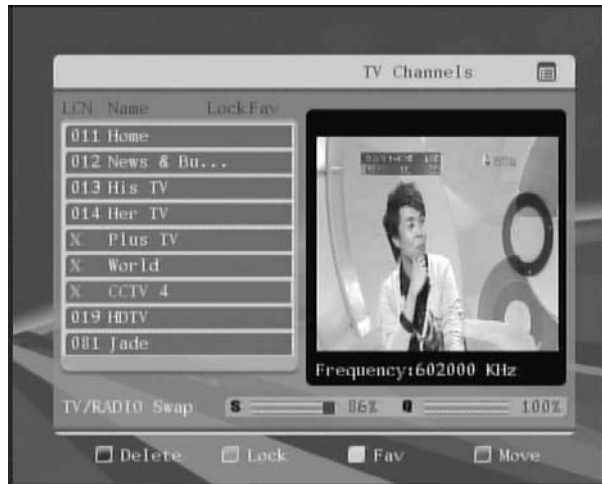 TV Channels
LCN Name Lock Fav
011 Home
012 News & Bu...
013 His TV
014 Her TV
X Plus TV
X World
X CCTV 4
019 HDTV
081 Jade
Frequency:602000 KHz
TV/RADIO Swap S 86% Q 100%
Delete Lock Fav Move